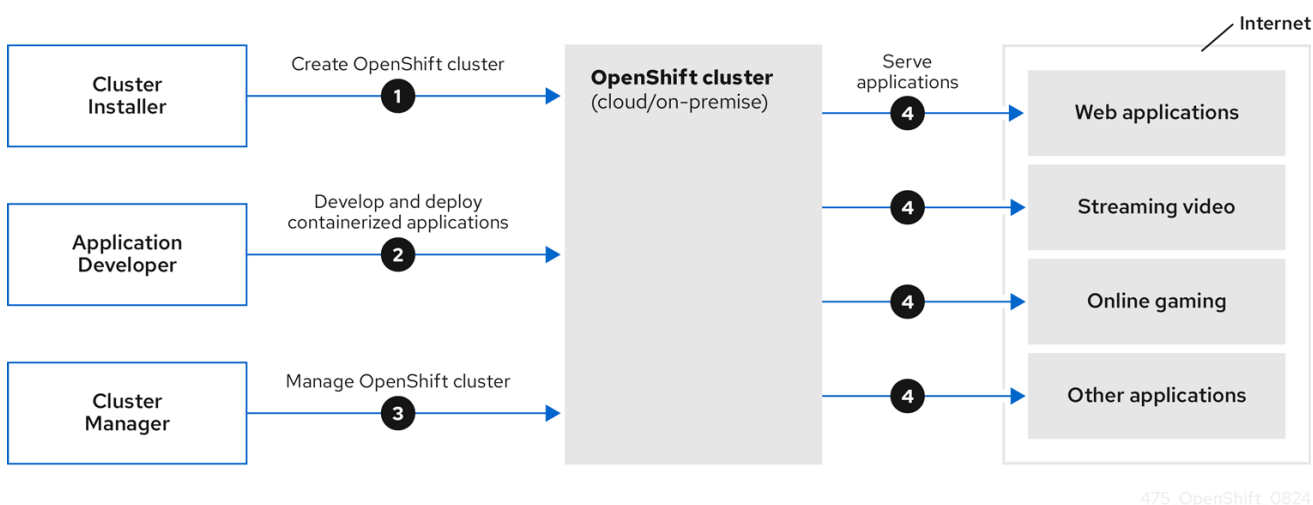 Internet
Cluster
Installer
Create OpenShift cluster
1
OpenShift cluster
(cloud/on-premise)
Serve
applications
4
Web applications
Application
Developer
Develop and deploy
containerized applications
2
4
Streaming video
4
Online gaming
Cluster
Manager
Manage OpenShift cluster
3
4
Other applications
475_OpenShift_0824